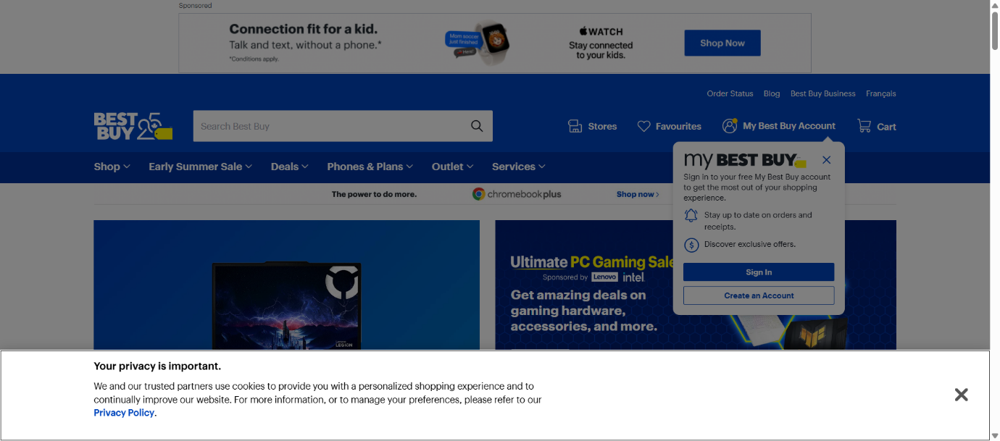 Sponsored
Connection fit for a kid.
Talk and text, without a phone.*
*Conditions apply.
Mom: soccer
just finished
Here!
WATCH
Stay connected
to your kids.
Shop Now
Order Status
Blog
Best Buy Business
Français
BEST
BUY
25
Search Best Buy
Stores
Favourites
My Best Buy Account
Cart
Shop
Early Summer Sale
Deals
Phones & Plans
Outlet
Services
my BEST BUY
Sign in to your free My Best Buy account
to get the most out of your shopping
experience.
Stay up to date on orders and
receipts.
Discover exclusive offers.
Sign In
Create an Account
The power to do more.
chromebook plus
Shop now
LEGION
Ultimate PC Gaming Sale
Sponsored by Lenovo intel
Get amazing deals on
gaming hardware,
accessories, and more.
Your privacy is important.
We and our trusted partners use cookies to provide you with a personalized shopping experience and to
continually improve our website. For more information, or to manage your preferences, please refer to our
Privacy Policy.